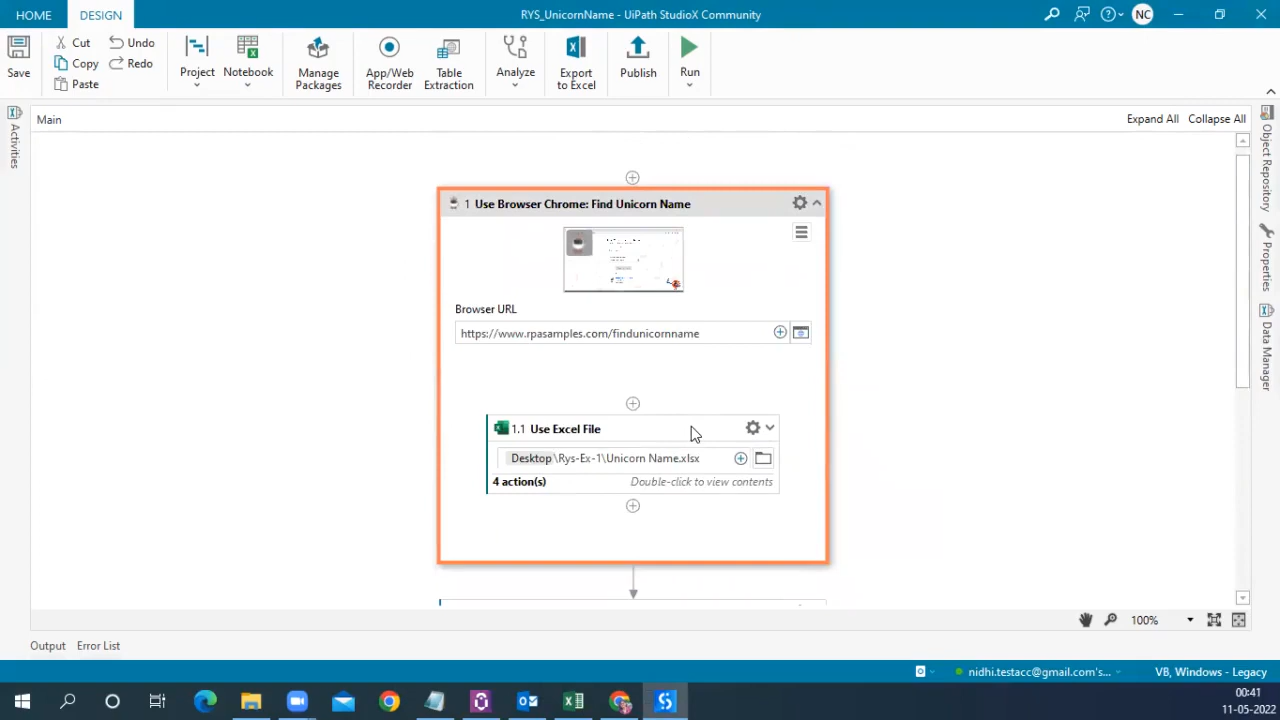 HOME
DESIGN
RYS_UnicornName - UiPath StudioX Community
NC
Save
Cut
Copy
Paste
Undo
Redo
Project
Notebook
Manage
Packages
App/Web
Recorder
Table
Extraction
Analyze
Export
to Excel
Publish
Run
Activities
Main
Expand All
Collapse All
1 Use Browser Chrome: Find Unicorn Name
Browser URL
https://www.rpasamples.com/findunicornname
1.1 Use Excel File
Desktop\Rys-Ex-1\Unicorn Name.xlsx
4 action(s)
Double-click to view contents
Object Repository
Properties
Data Manager
100%
Output
Error List
nidhi.testacc@gmail.com's...
VB, Windows - Legacy
00:41
11-05-2022